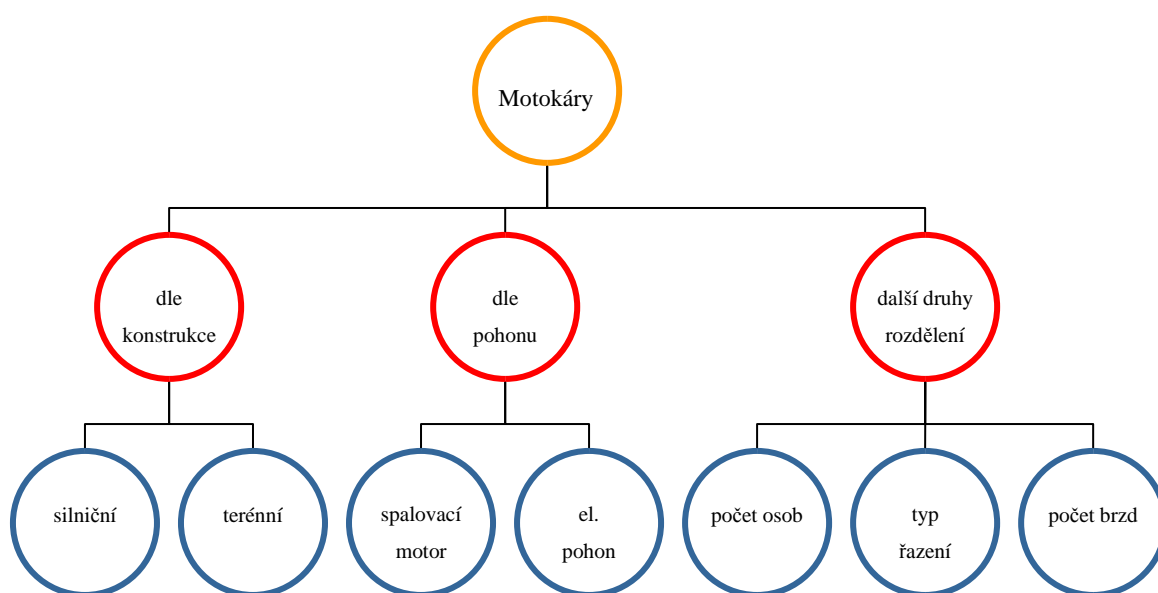 Motokáry
dle
konstrukce
dle
pohonu
další druhy
rozdělení
silniční
terénní
spalovací
motor
el.
pohon
počet osob
typ
řazení
počet brzd